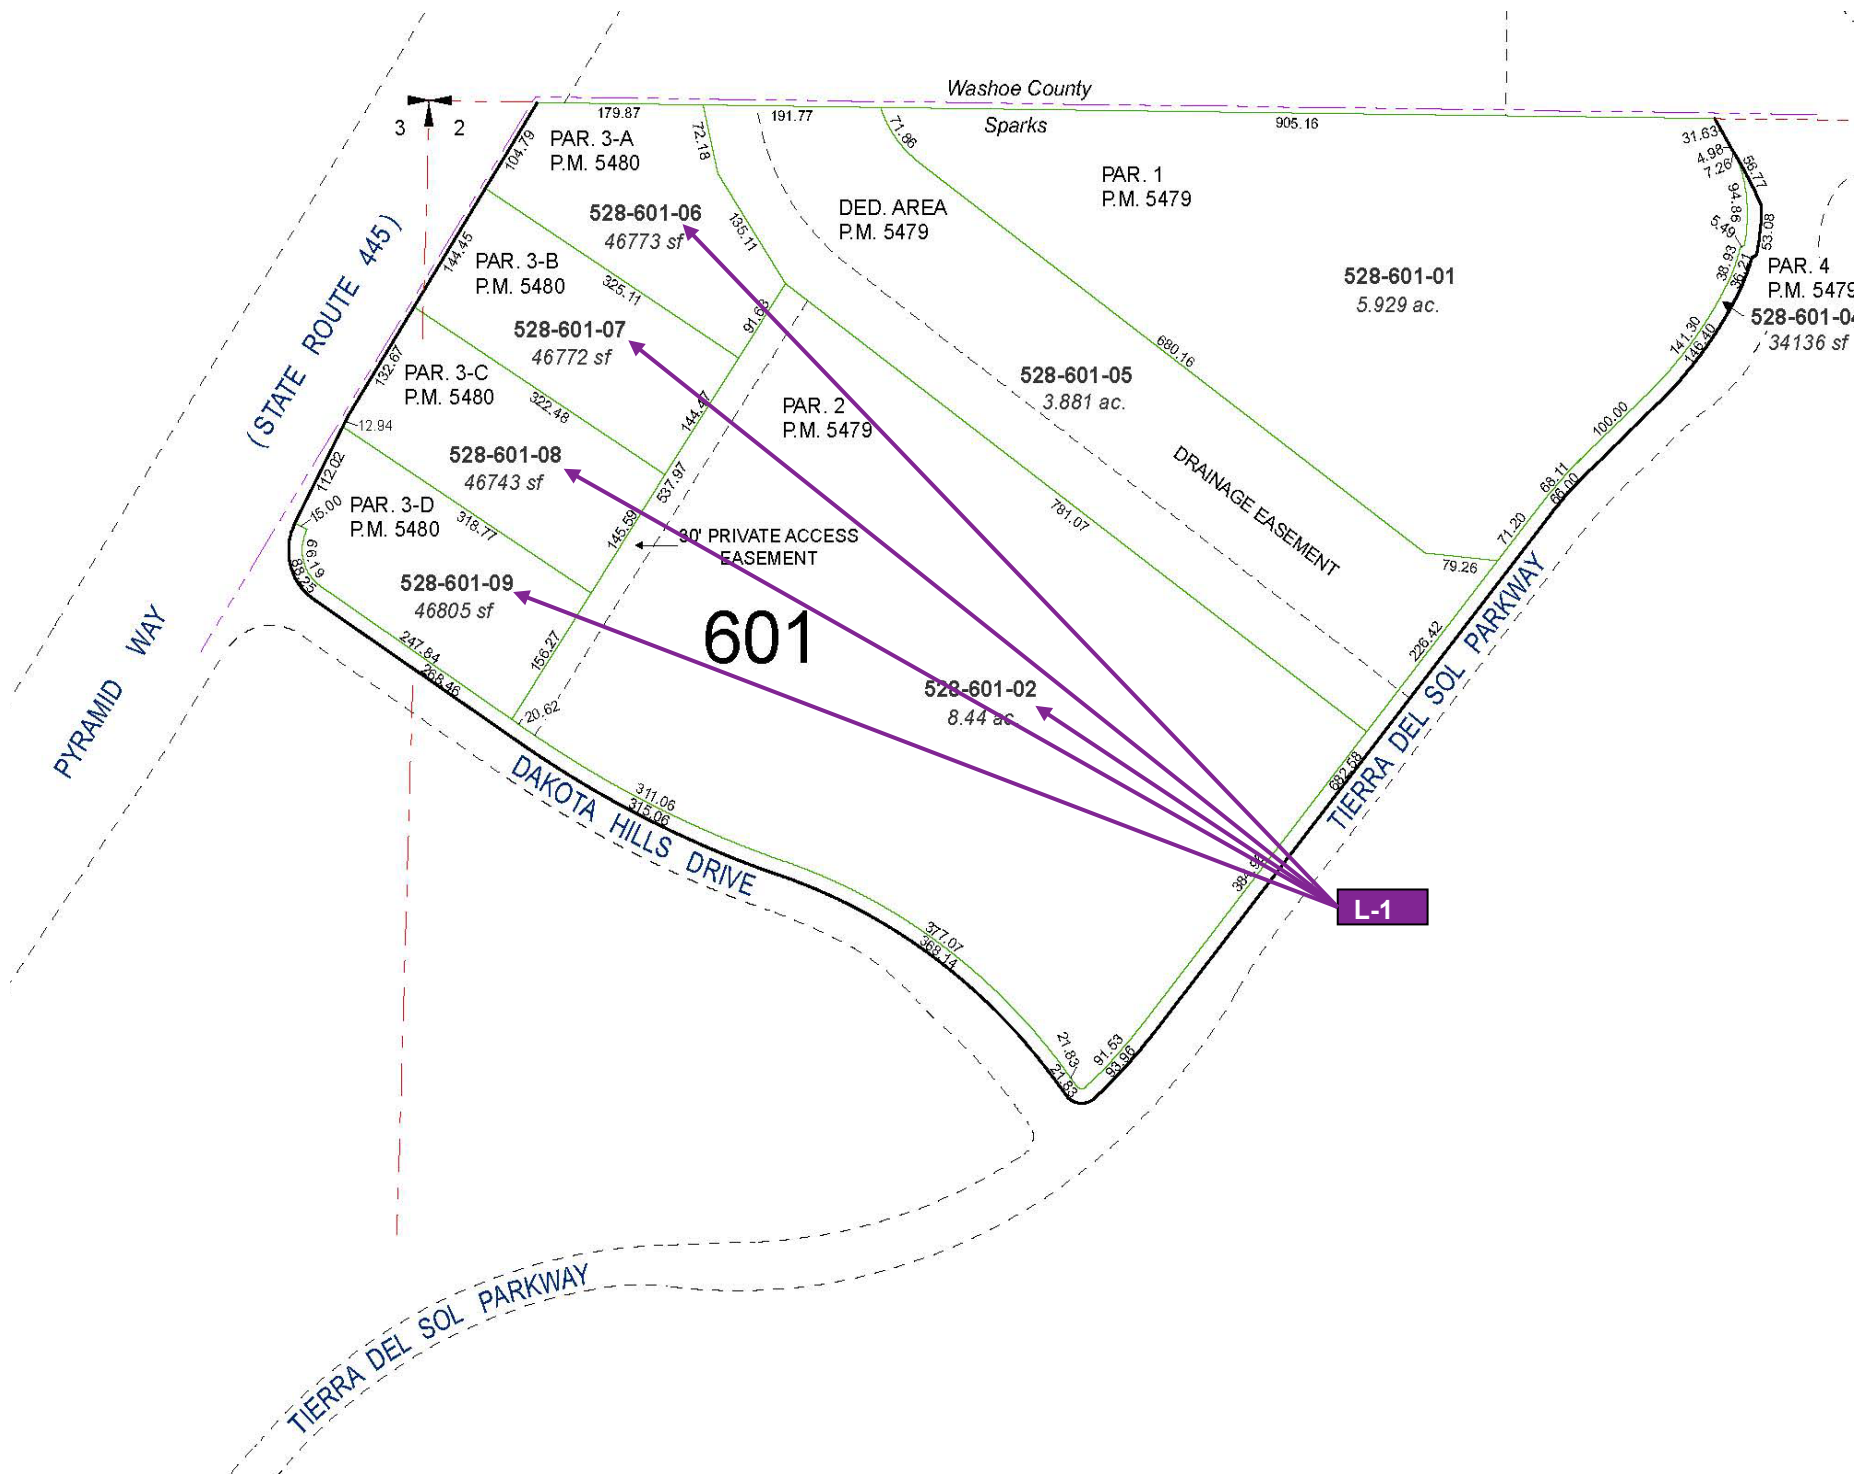 Washoe County
Sparks
3
2
179.87
191.77
905.16
104.79
72.18
71.86
31.63
4.98
7.26
56.77
PAR. 3-A
P.M. 5480
PAR. 1
P.M. 5479
DED. AREA
P.M. 5479
94.86
5.49
53.08
38.93
36.21
528-601-06
46773 sf
135.11
144.45
(STATE ROUTE 445)
PAR. 3-B
P.M. 5480
325.11
528-601-01
5.929 ac.
PAR. 4
P.M. 5479
528-601-04
34136 sf
528-601-07
46772 sf
91.63
680.16
141.30
146.40
132.67
PAR. 3-C
P.M. 5480
322.48
528-601-05
3.881 ac.
144.47
PAR. 2
P.M. 5479
12.94
100.00
528-601-08
46743 sf
112.02
537.97
DRAINAGE EASEMENT
68.11
66.00
15.00
PAR. 3-D
P.M. 5480
318.77
145.59
30' PRIVATE ACCESS
EASEMENT
781.07
71.20
79.26
66.19
88.25
528-601-09
46805 sf
601
PYRAMID WAY
247.84
268.46
156.27
226.42
528-601-02
8.44 ac
20.62
TIERRA DEL SOL PARKWAY
682.58
DAKOTA HILLS DRIVE
311.06
315.06
L-1
377.07
368.14
21.83
21.83
91.53
93.96
TIERRA DEL SOL PARKWAY